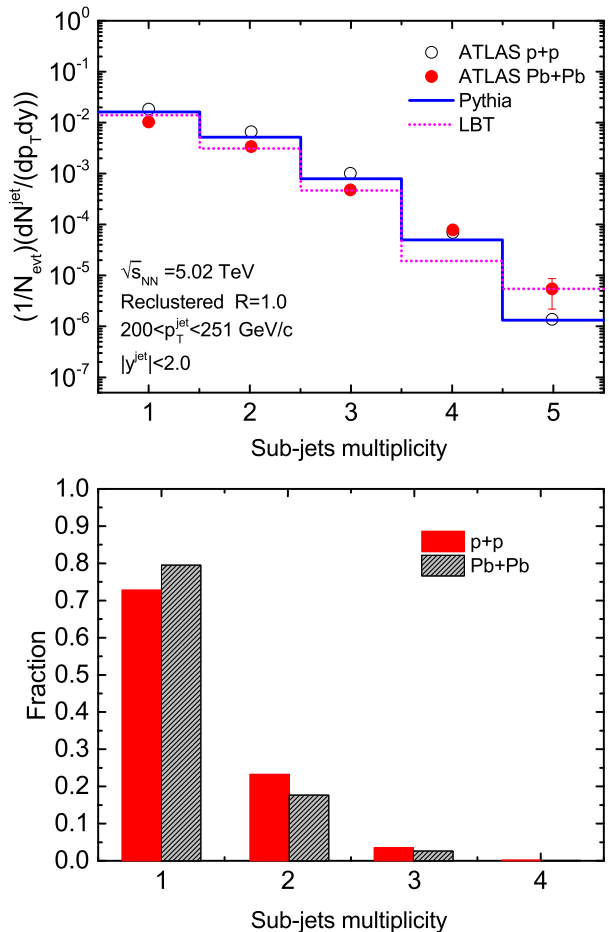 10⁰
10⁻¹
10⁻²
10⁻³
10⁻⁴
10⁻⁵
10⁻⁶
10⁻⁷
(1/N_evt)(dN^jet/(dp_Tdy))
ATLAS p+p
ATLAS Pb+Pb
Pythia
LBT
√s_NN =5.02 TeV
Reclustered R=1.0
200<p_T^jet<251 GeV/c
|y^jet|<2.0
1 2 3 4 5
Sub-jets multiplicity
1.0
0.9
0.8
0.7
0.6
0.5
0.4
0.3
0.2
0.1
0.0
Fraction
p+p
Pb+Pb
1 2 3 4
Sub-jets multiplicity